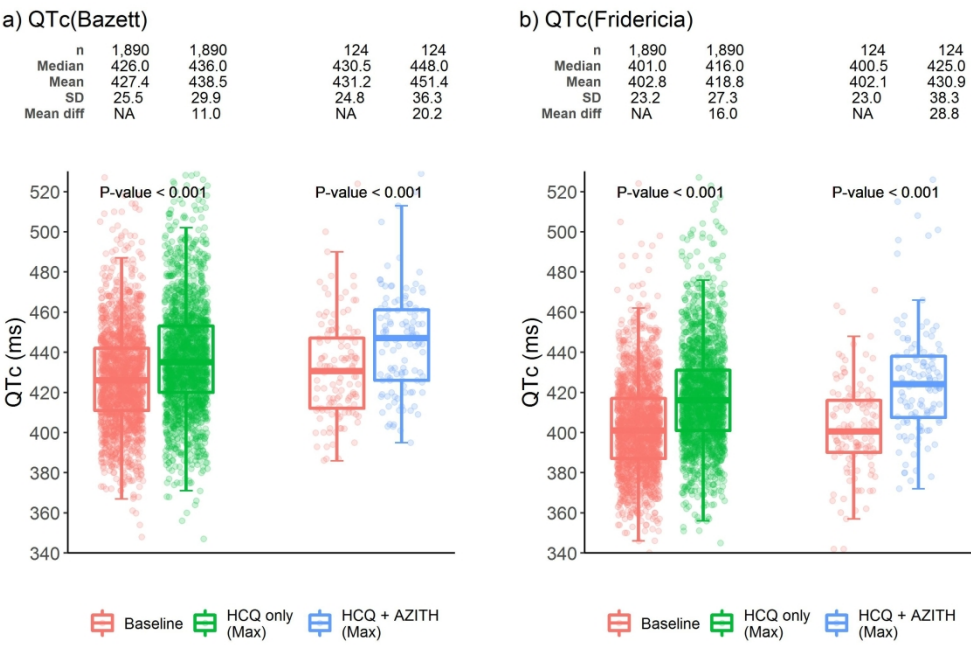 a) QTc(Bazett)
n 1,890 1,890 124 124
Median 426.0 436.0 430.5 448.0
Mean 427.4 438.5 431.2 451.4
SD 25.5 29.9 24.8 36.3
Mean diff NA 11.0 NA 20.2
P-value < 0.001 P-value < 0.001
QTc (ms)
520
500
480
460
440
420
400
380
360
340
Baseline HCQ only (Max) HCQ + AZITH (Max)
b) QTc(Fridericia)
n 1,890 1,890 124 124
Median 401.0 416.0 400.5 425.0
Mean 402.8 418.8 402.1 430.9
SD 23.2 27.3 23.0 38.3
Mean diff NA 16.0 NA 28.8
P-value < 0.001 P-value < 0.001
QTc (ms)
520
500
480
460
440
420
400
380
360
340
Baseline HCQ only (Max) HCQ + AZITH (Max)